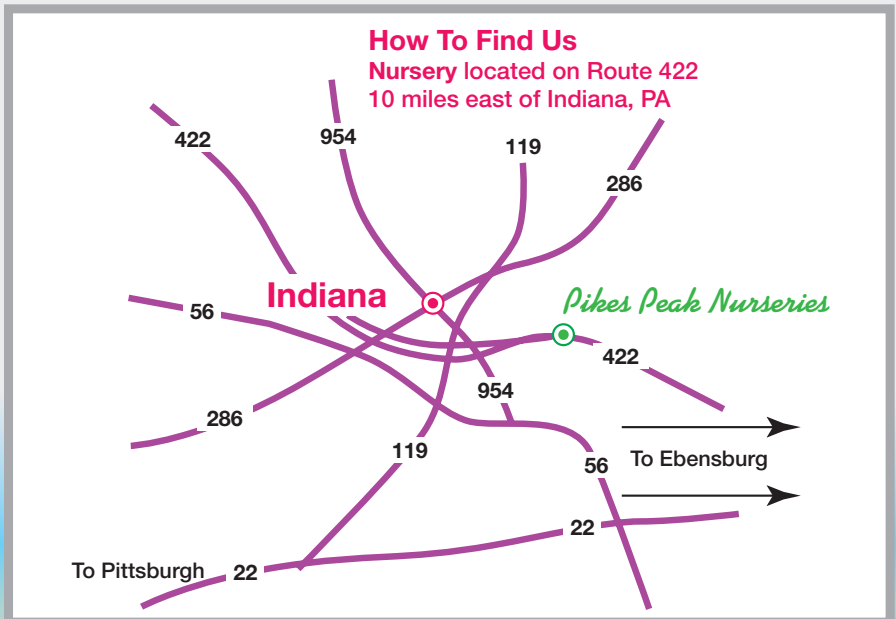 How To Find Us
Nursery located on Route 422
10 miles east of Indiana, PA
422
954
119
286
Indiana
Pikes Peak Nurseries
56
422
954
286
119
56
To Ebensburg
22
To Pittsburgh
22